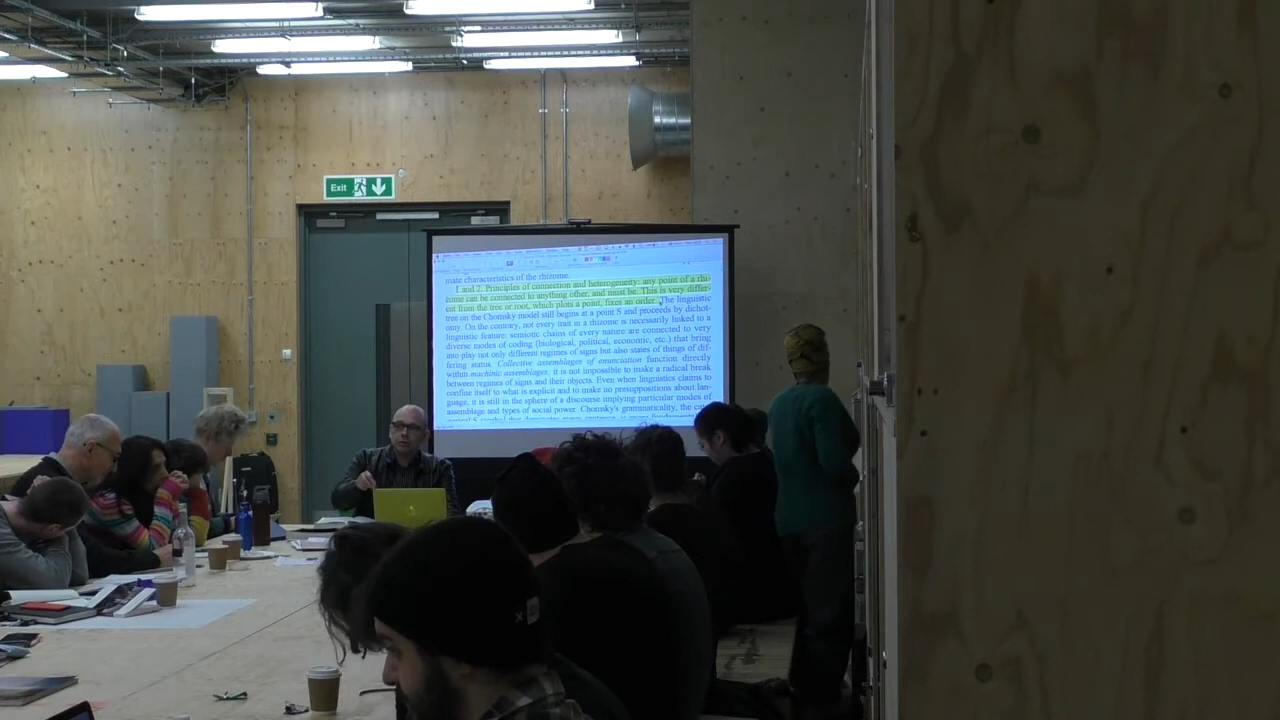 Exit
mate characteristics of the rhizome.
1 and 2. Principles of connection and heterogeneity: any point of a rhi-
zome can be connected to anything other, and must be. This is very differ-
ent from the tree or root, which plots a point, fixes an order. The linguistic
tree on the Chomsky model still begins at a point S and proceeds by dichot-
omy. On the contrary, not every trait in a rhizome is necessarily linked to a
linguistic feature: semiotic chains of every nature are connected to very
diverse modes of coding (biological, political, economic, etc.) that bring
into play not only different regimes of signs but also states of things of dif-
fering status. Collective assemblages of enunciation function directly
within machinic assemblages; it is not impossible to make a radical break
between regimes of signs and their objects. Even when linguistics claims to
confine itself to what is explicit and to make no presuppositions about lan-
guage, it is still in the sphere of a discourse implying particular modes of
assemblage and types of social power. Chomsky's grammaticality, the cate-